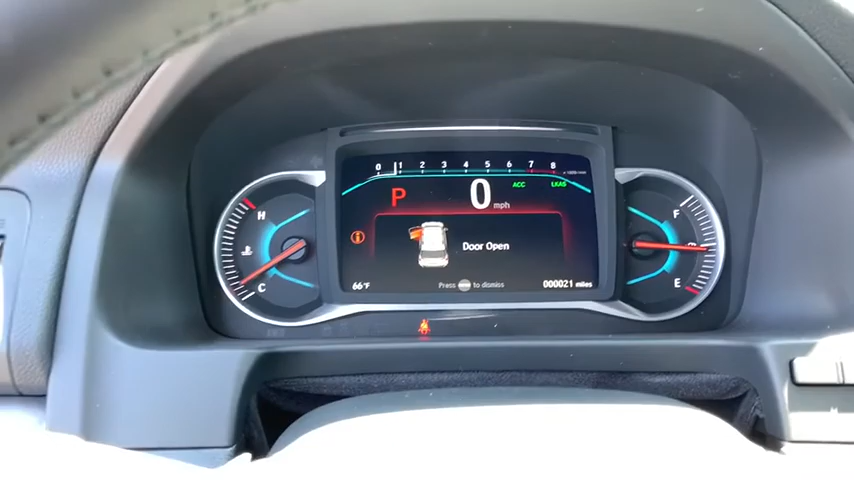 0 1 2 3 4 5 6 7 8
ACC
LKAS
P
0 mph
H
C
F
E
Door Open
66°F
Press
to dismiss
000021 miles